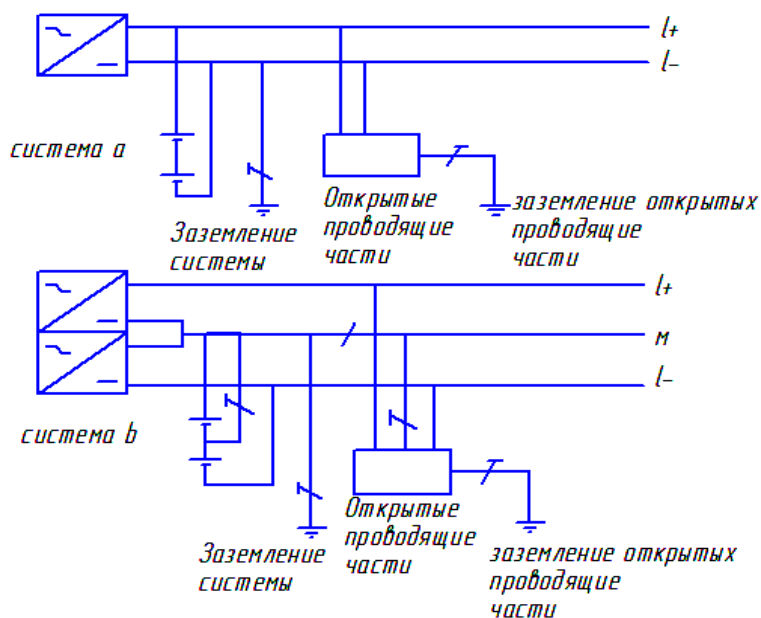 l+
l-
система a
Заземление
системы
Открытые
проводящие
части
заземление открытых
проводящие
части
l+
м
l-
система b
Заземление
системы
Открытые
проводящие
части
заземление открытых
проводящие
части